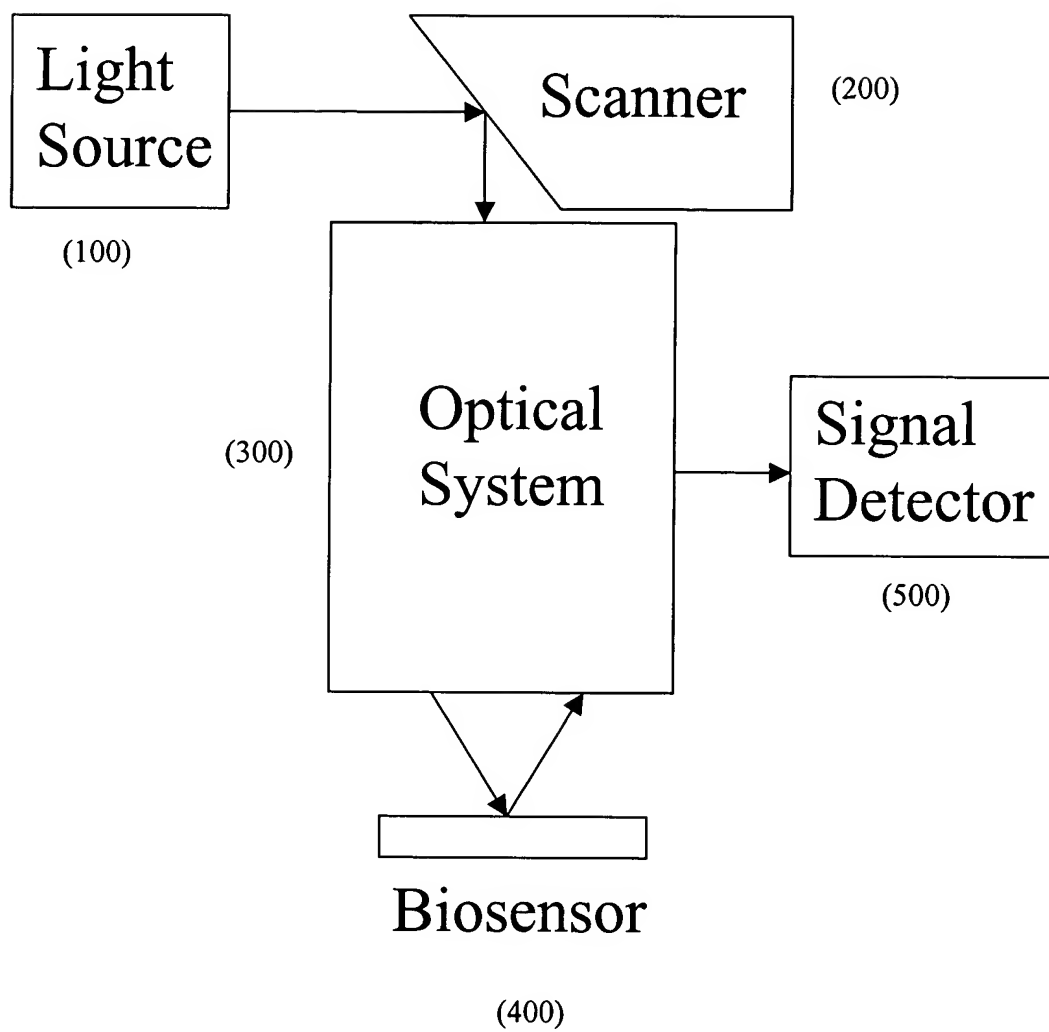 Light
Source
(100)
Scanner
(200)
Optical
System
(300)
Signal
Detector
(500)
Biosensor
(400)